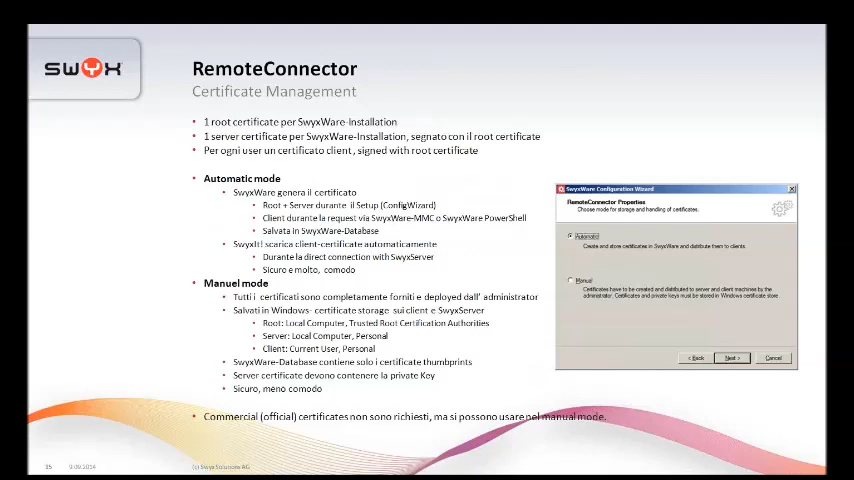 swyx
RemoteConnector
Certificate Management
• 1 root certificate per SwyxWare-Installation
• 1 server certificate per SwyxWare-Installation, segnato con il root certificate
• Per ogni user un certificato client, signed with root certificate
• Automatic mode
• SwyxWare genera il certificato
• Root + Server durante il Setup (ConfigWizard)
• Client durante la request via SwyxWare-MMC o SwyxWare PowerShell
• Salvata in SwyxWare-Database
• SwyxIt! scarica client-certificate automaticamente
• Durante la direct connection with SwyxServer
• Sicuro e molto, comodo
• Manuel mode
• Tutti i certificati sono completamente forniti e deployed dall' administrator
• Salvati in Windows- certificate storage sui client e SwyxServer
• Root: Local Computer, Trusted Root Certification Authorities
• Server: Local Computer, Personal
• Client: Current User, Personal
• SwyxWare-Database contiene solo i certificate thumbprints
• Server certificate devono contenere la private Key
• Sicuro, meno comodo
• Commercial (official) certificates non sono richiesti, ma si possono usare nel manual mode.
SwyxWare Configuration Wizard
RemoteConnector Properties
Choose mode for storage and handling of certificates.
Automatic
Create and store certificates in SwyxWare and distribute them to clients.
Manual
Certificates have to be created and distributed to server and client machines by the
administrator. Certificates and private keys must be stored in Windows certificate store.
< Back Next > Cancel
15 9.09.2014 (c) Swyx Solutions AG